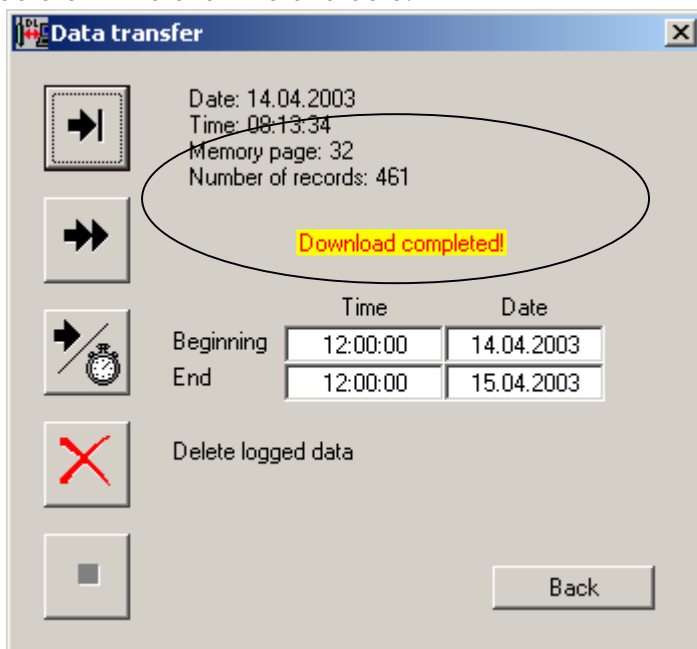 Data transfer
Date: 14.04.2003
Time: 08:13:34
Memory page: 32
Number of records: 461
Download completed!
Time Date
Beginning 12:00:00 14.04.2003
End 12:00:00 15.04.2003
Delete logged data
Back